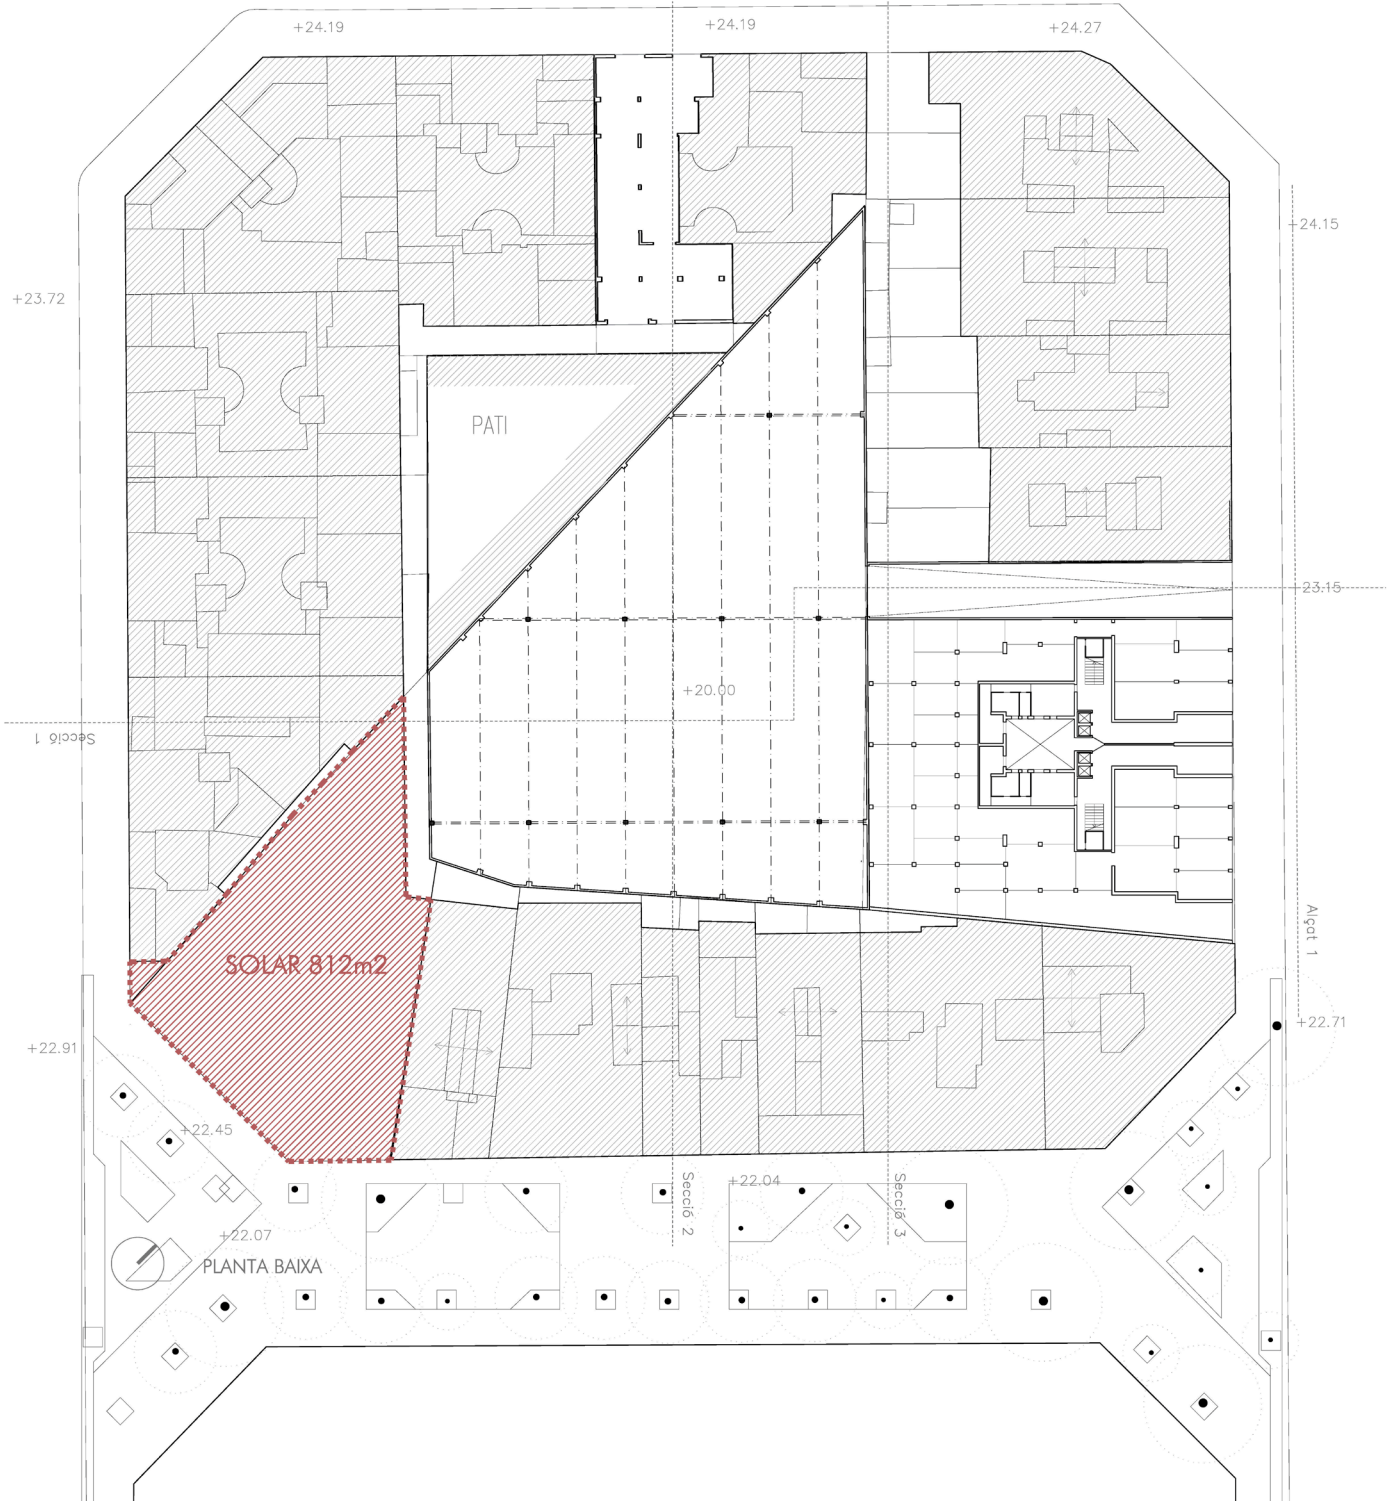 +24.19
+24.19
+24.27
+24.15
+23.72
PATI
23.15
+20.00
Secció 1
Alçat 1
SOLAR 812m2
+22.71
+22.91
+22.45
Secció 2
+22.04
Secció 3
+22.07
PLANTA BAIXA